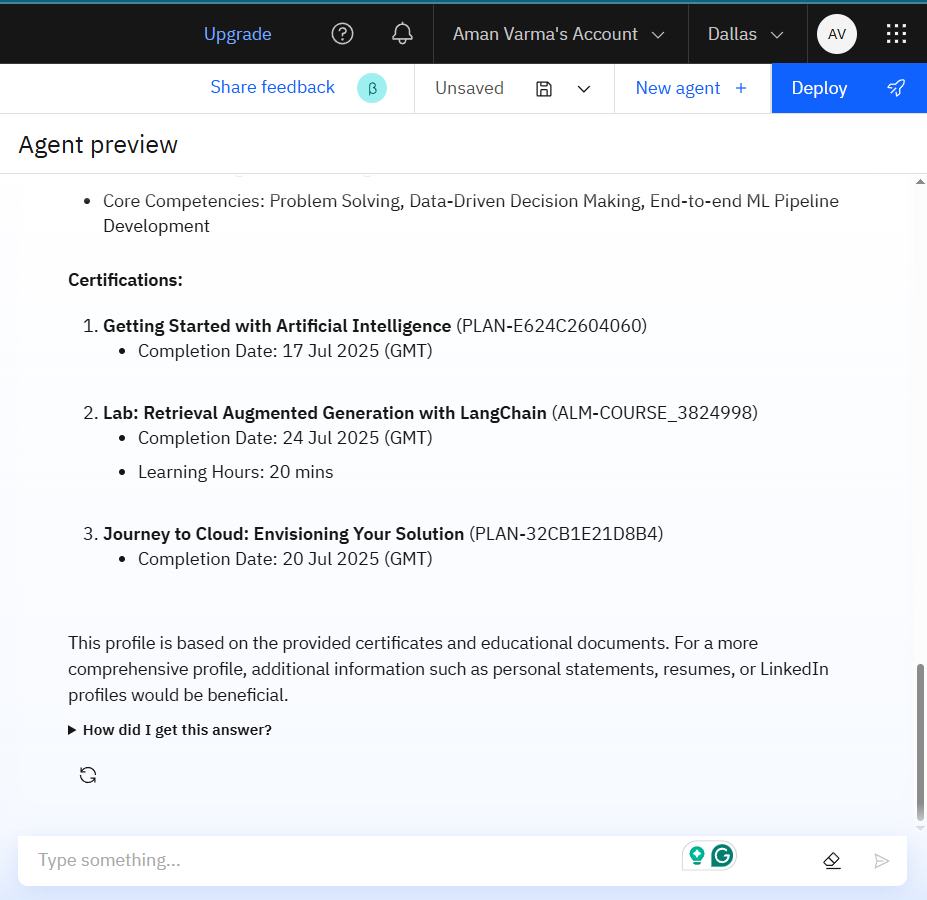 Upgrade
Aman Varma's Account
Dallas
AV
Share feedback
β
Unsaved
New agent +
Deploy
Agent preview
• Core Competencies: Problem Solving, Data-Driven Decision Making, End-to-end ML Pipeline
Development
Certifications:
1. Getting Started with Artificial Intelligence (PLAN-E624C2604060)
• Completion Date: 17 Jul 2025 (GMT)
2. Lab: Retrieval Augmented Generation with LangChain (ALM-COURSE_3824998)
• Completion Date: 24 Jul 2025 (GMT)
• Learning Hours: 20 mins
3. Journey to Cloud: Envisioning Your Solution (PLAN-32CB1E21D8B4)
• Completion Date: 20 Jul 2025 (GMT)
This profile is based on the provided certificates and educational documents. For a more
comprehensive profile, additional information such as personal statements, resumes, or LinkedIn
profiles would be beneficial.
How did I get this answer?
Type something...